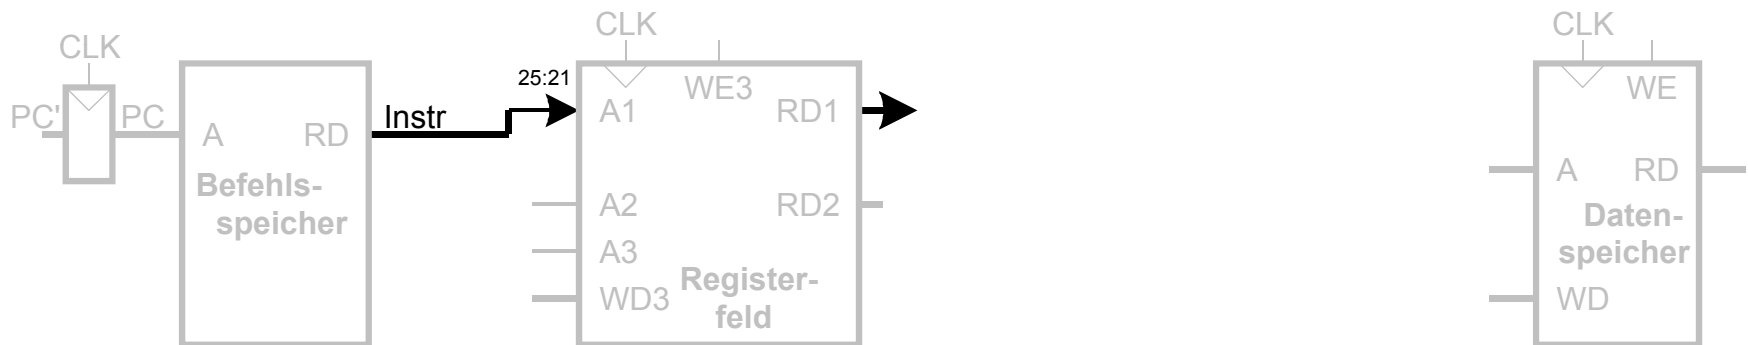 CLK
PC'
PC
A
RD
Befehls-
speicher
Instr
25:21
CLK
WE3
A1
RD1
A2
RD2
A3
WD3
Register-
feld
CLK
WE
A
RD
Daten-
speicher
WD